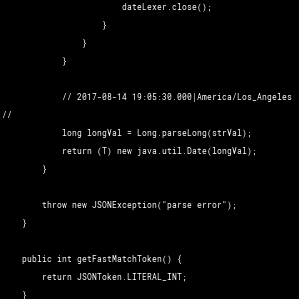 dateLexer.close();
}
}
}
// 2017-08-14 19:05:30.000|America/Los_Angeles
//
long longVal = Long.parseLong(strVal);
return (T) new java.util.Date(longVal);
}
throw new JSONException("parse error");
}
public int getFastMatchToken() {
return JSONToken.LITERAL_INT;
}